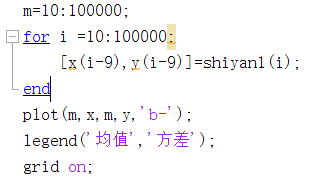 m=10:100000;
for i =10:100000;
[x(i-9),y(i-9)]=shiyan1(i);
end
plot(m,x,m,y,'b-');
legend('均值','方差');
grid on;